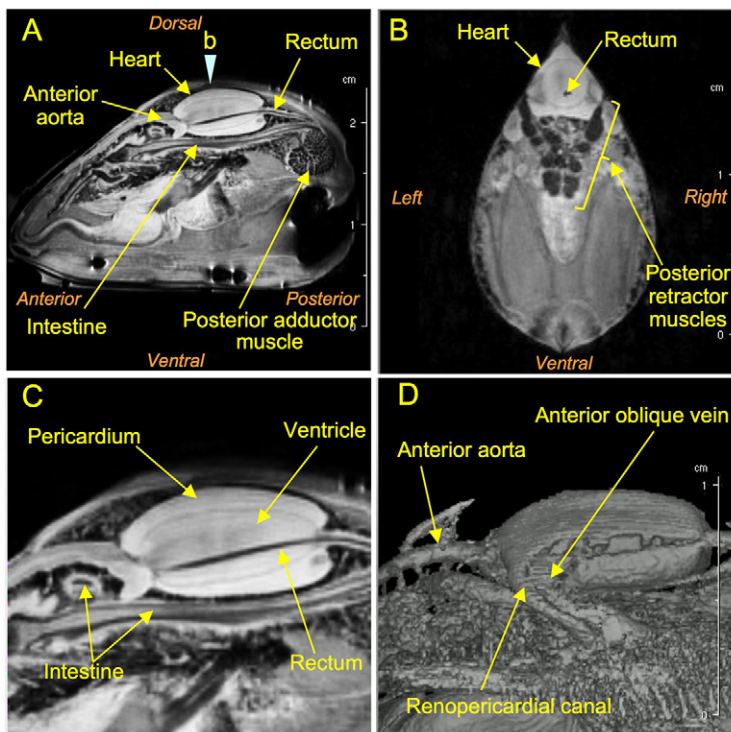 A
Dorsal
b
Heart
Rectum
Anterior
aorta
cm
2
1
0
Anterior
Posterior
Intestine
Posterior adductor
muscle
Ventral
B
Heart
Rectum
cm
1
0
Left
Right
Posterior
retractor
muscles
Ventral
C
Pericardium
Ventricle
Intestine
Rectum
D
Anterior oblique vein
Anterior aorta
cm
1
0
Renopericardial canal